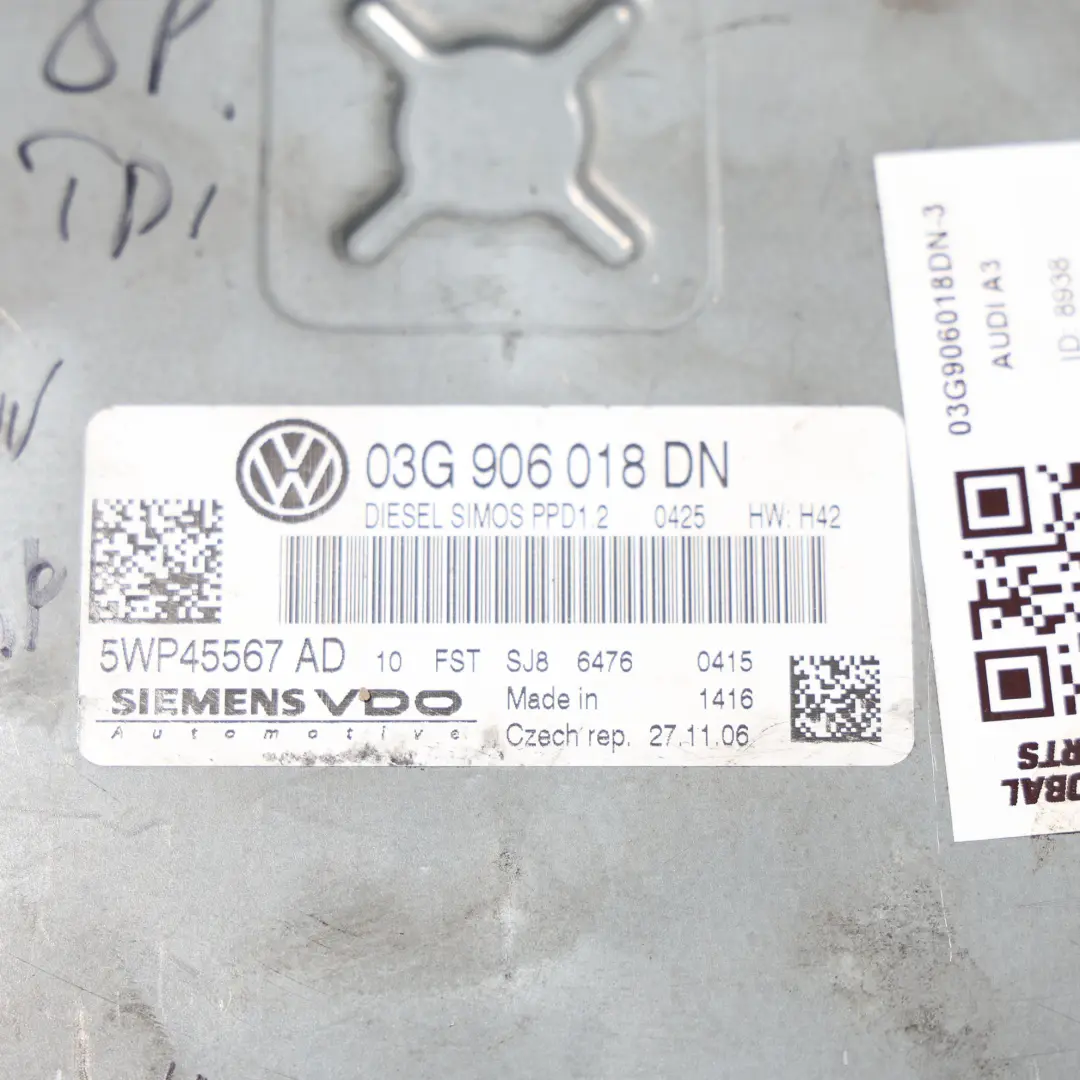 8P.
TDI
03G 906 018 DN
DIESEL SIMOS PPD1.2 0425 HW: H42
5WP45567 AD 10 FST SJ8 6476 0415
SIEMENS VDO Made in 1416
Automotive Czech rep. 27.11.06
03G906018DN-3
AUDI A3
ID: 8938